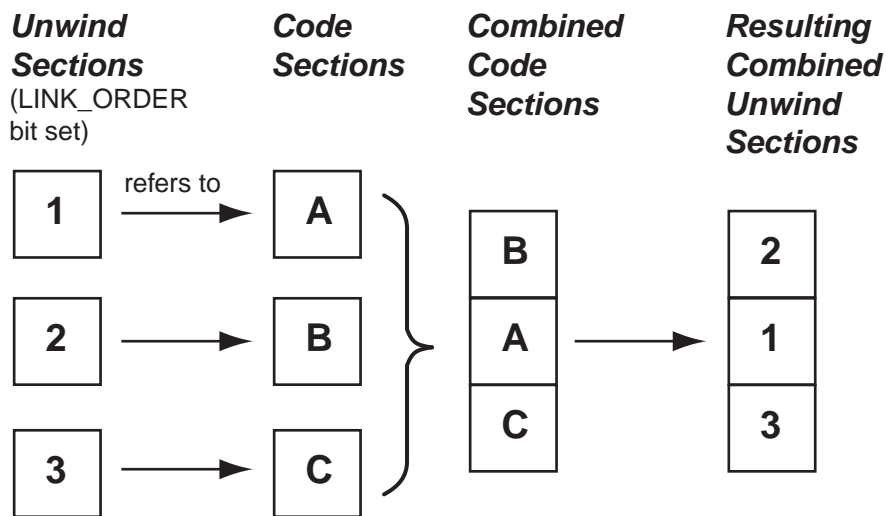 Unwind
Sections
(LINK_ORDER
bit set)
Code
Sections
Combined
Code
Sections
Resulting
Combined
Unwind
Sections
1
refers to
A
2
B
3
C
B
A
C
2
1
3